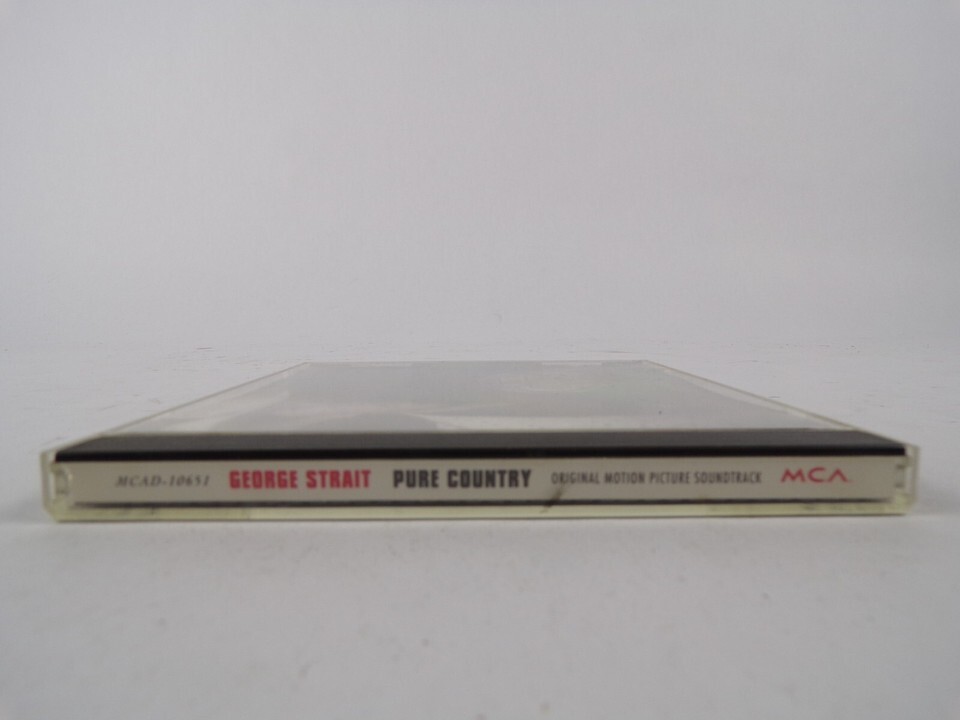 MCAD-10651 GEORGE STRAIT PURE COUNTRY ORIGINAL MOTION PICTURE SOUNDTRACK MCA